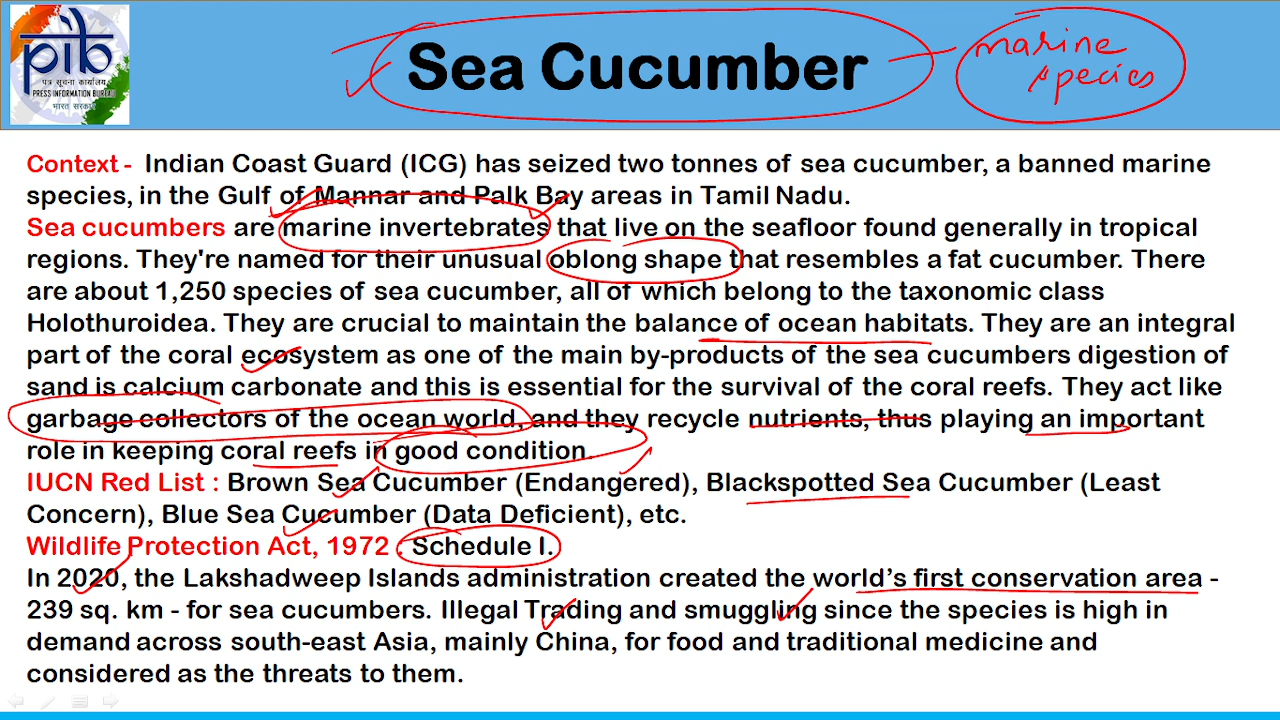 pib
पत्र सूचना कार्यालय
PRESS INFORMATION BUREAU
भारत सरकार
Sea Cucumber
marine
species
Context - Indian Coast Guard (ICG) has seized two tonnes of sea cucumber, a banned marine
species, in the Gulf of Mannar and Palk Bay areas in Tamil Nadu.
Sea cucumbers are marine invertebrates that live on the seafloor found generally in tropical
regions. They're named for their unusual oblong shape that resembles a fat cucumber. There
are about 1,250 species of sea cucumber, all of which belong to the taxonomic class
Holothuroidea. They are crucial to maintain the balance of ocean habitats. They are an integral
part of the coral ecosystem as one of the main by-products of the sea cucumbers digestion of
sand is calcium carbonate and this is essential for the survival of the coral reefs. They act like
garbage collectors of the ocean world, and they recycle nutrients, thus playing an important
role in keeping coral reefs in good condition.
IUCN Red List : Brown Sea Cucumber (Endangered), Blackspotted Sea Cucumber (Least
Concern), Blue Sea Cucumber (Data Deficient), etc.
Wildlife Protection Act, 1972 : Schedule I.
In 2020, the Lakshadweep Islands administration created the world’s first conservation area -
239 sq. km - for sea cucumbers. Illegal Trading and smuggling since the species is high in
demand across south-east Asia, mainly China, for food and traditional medicine and
considered as the threats to them.